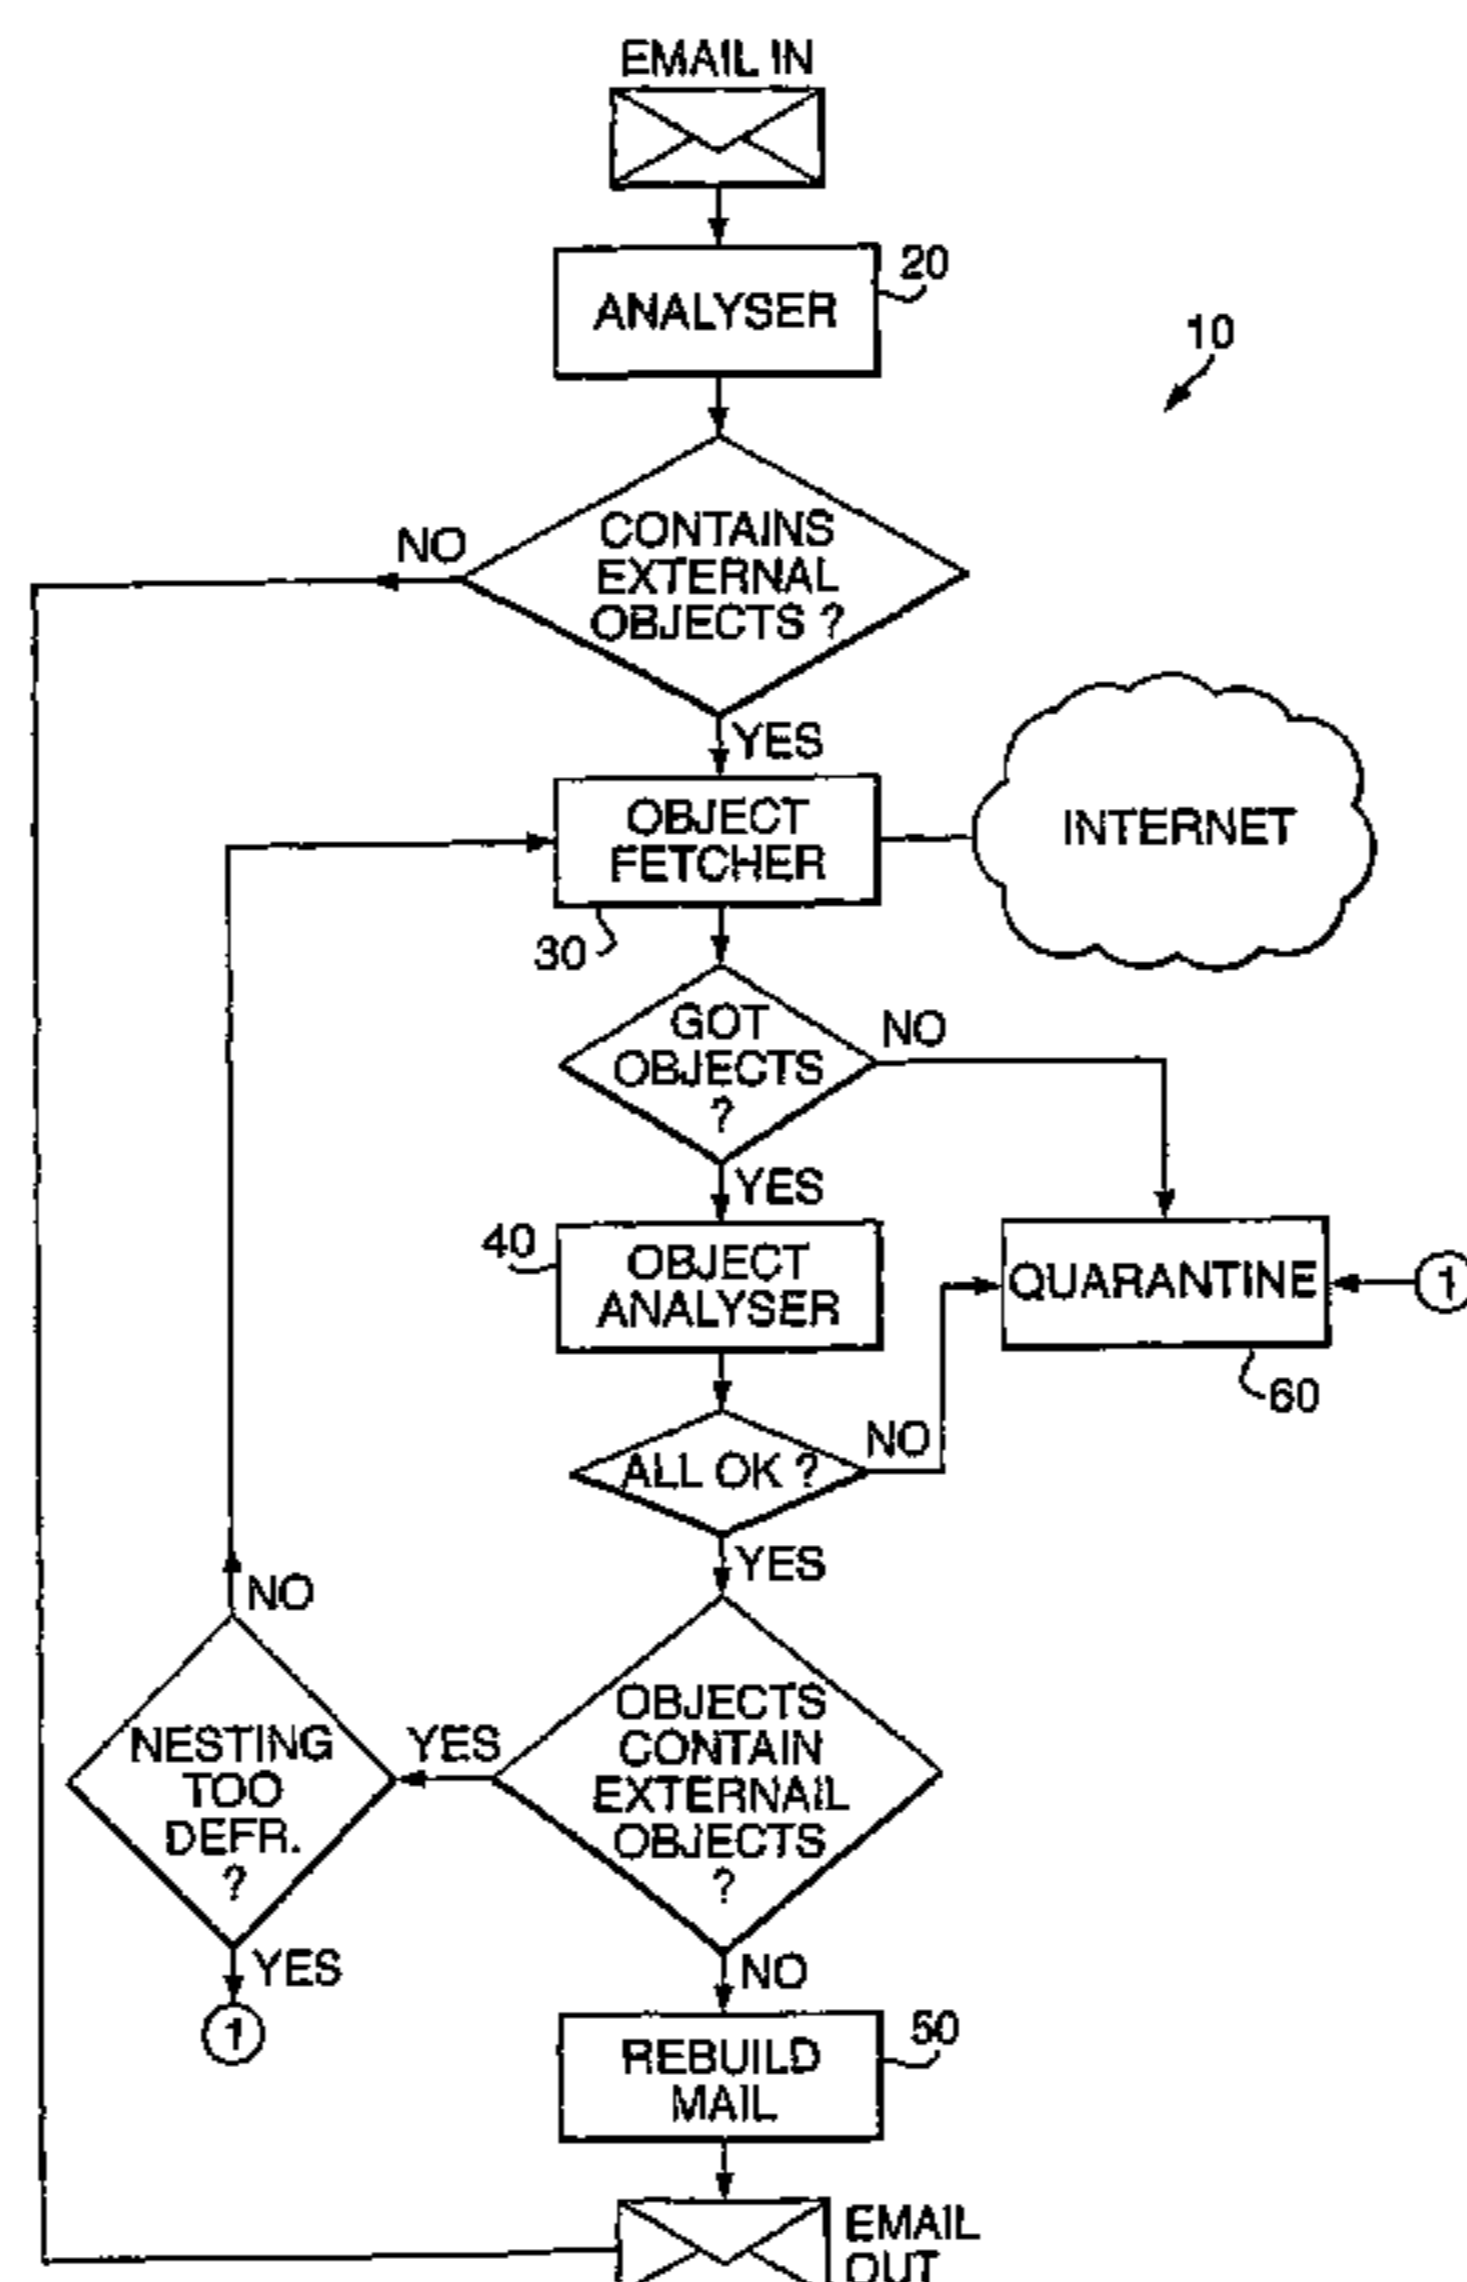 EMAIL IN
ANALYSER
20
10
CONTAINS
EXTERNAL
OBJECTS ?
NO
YES
OBJECT
FETCHER
30
INTERNET
GOT
OBJECTS
?
NO
YES
40
OBJECT
ANALYSER
QUARANTINE
1
60
ALL OK ?
NO
YES
NO
NESTING
TOO
DEFR.
?
YES
OBJECTS
CONTAIN
EXTERNAIL
OBJECTS
?
YES
1
NO
REBUILD
MAIL
50
EMAIL
OUT